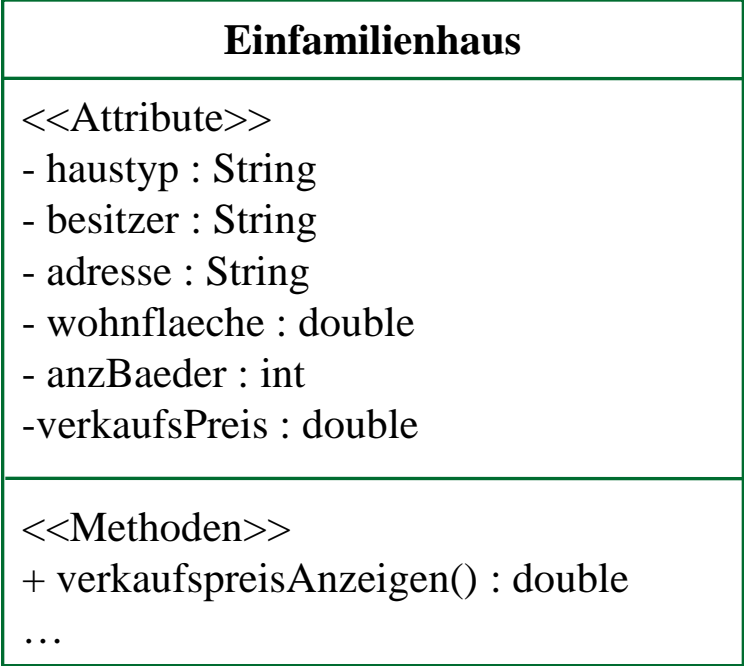 Einfamilienhaus
<<Attribute>>
- haustyp : String
- besitzer : String
- adresse : String
- wohnflaeche : double
- anzBaeder : int
-verkaufsPreis : double
<<Methoden>>
+ verkaufspreisAnzeigen() : double
…